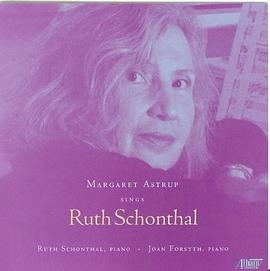 MARGARET ASTRUP
SINGS
Ruth Schonthal
RUTH SCHONTHAL, PIANO • JOAN FORSYTH, PIANO
Albany